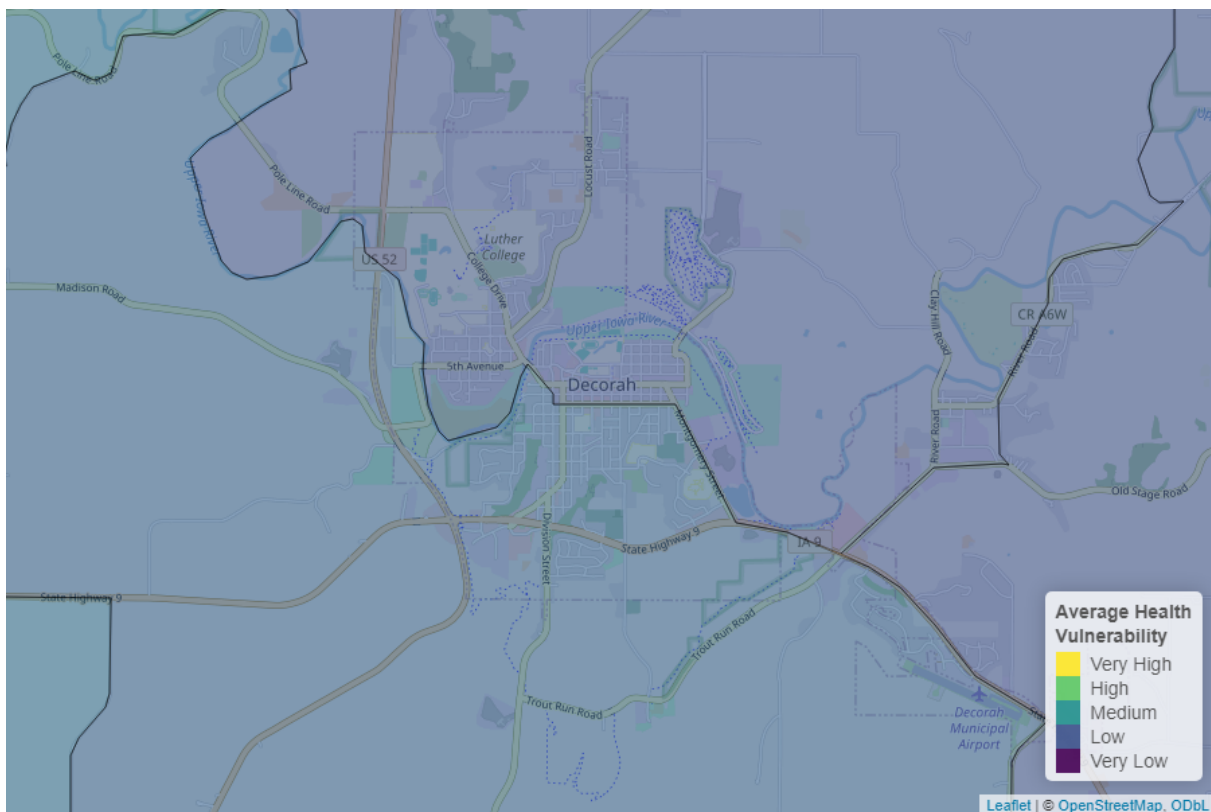 Pole Line Road
Upper Iowa River
Pole Line Road
Locust Road
US 52
Luther
College
College Drive
Madison Road
Upper Iowa River
5th Avenue
Decorah
Clay Hill Road
CR A6W
River Road
River Road
Montgomery Street
Old Stage Road
Division Street
State Highway 9
IA 9
State Highway 9
Trout Run Road
Trout Run Road
Decorah
Municipal
Airport
Average Health
Vulnerability
Very High
High
Medium
Low
Very Low
Leaflet | © OpenStreetMap, ODbL